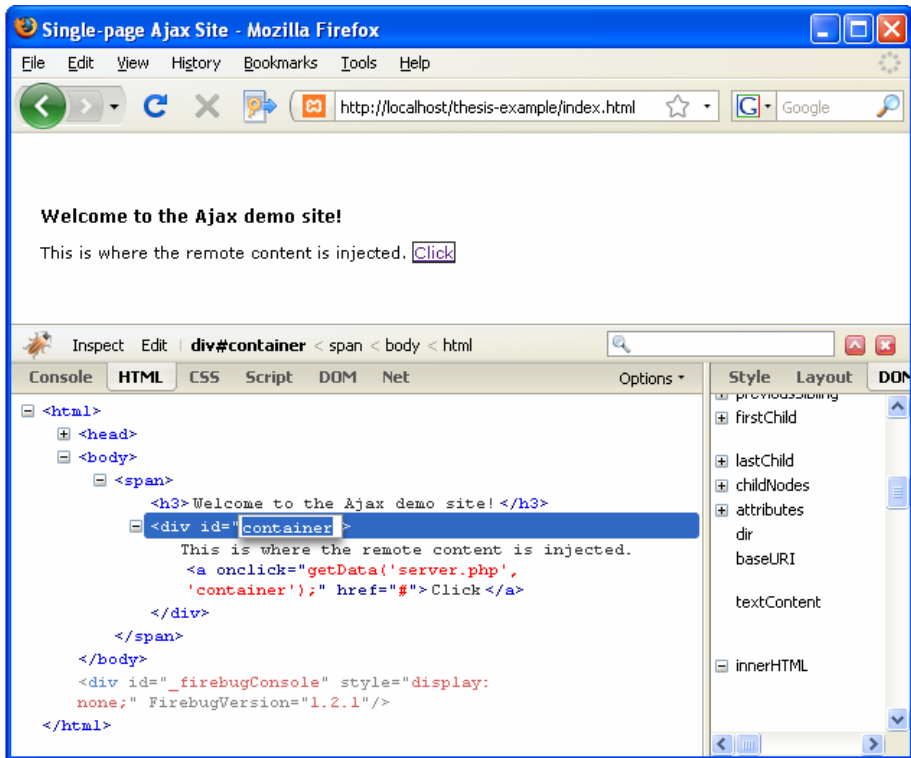 Single-page Ajax Site - Mozilla Firefox
File Edit View History Bookmarks Tools Help
http://localhost/thesis-example/index.html G Google
Welcome to the Ajax demo site!
This is where the remote content is injected. Click
Inspect Edit div#container < span < body < html
Console HTML CSS Script DOM Net Options Style Layout DOM
<html>
<head>
<body>
<span>
<h3>Welcome to the Ajax demo site!</h3>
<div id="container">
This is where the remote content is injected.
<a onclick="getData('server.php',
'container');" href="#">Click</a>
</div>
</span>
</body>
<div id="_firebugConsole" style="display:
none;" FirebugVersion="1.2.1"/>
</html>
previousSibling
firstChild
lastChild
childNodes
attributes
dir
baseURI
textContent
innerHTML